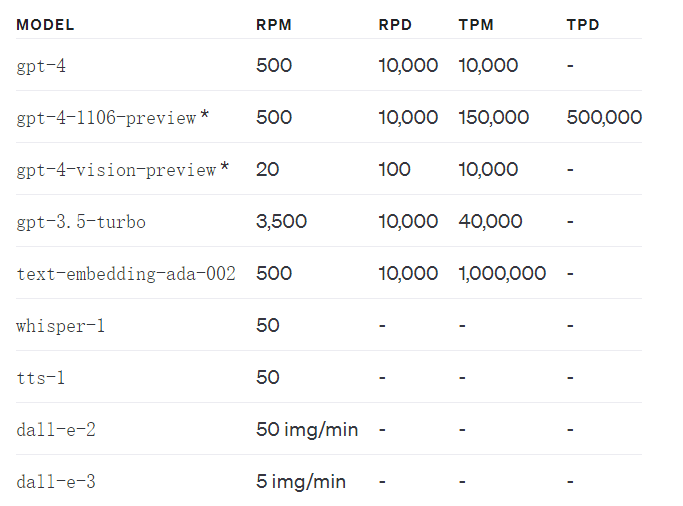 MODEL RPM RPD TPM TPD
gpt-4 500 10,000 10,000 -
gpt-4-1106-preview* 500 10,000 150,000 500,000
gpt-4-vision-preview* 20 100 10,000 -
gpt-3.5-turbo 3,500 10,000 40,000 -
text-embedding-ada-002 500 10,000 1,000,000 -
whisper-1 50 - - -
tts-1 50 - - -
dall-e-2 50 img/min - - -
dall-e-3 5 img/min - - -